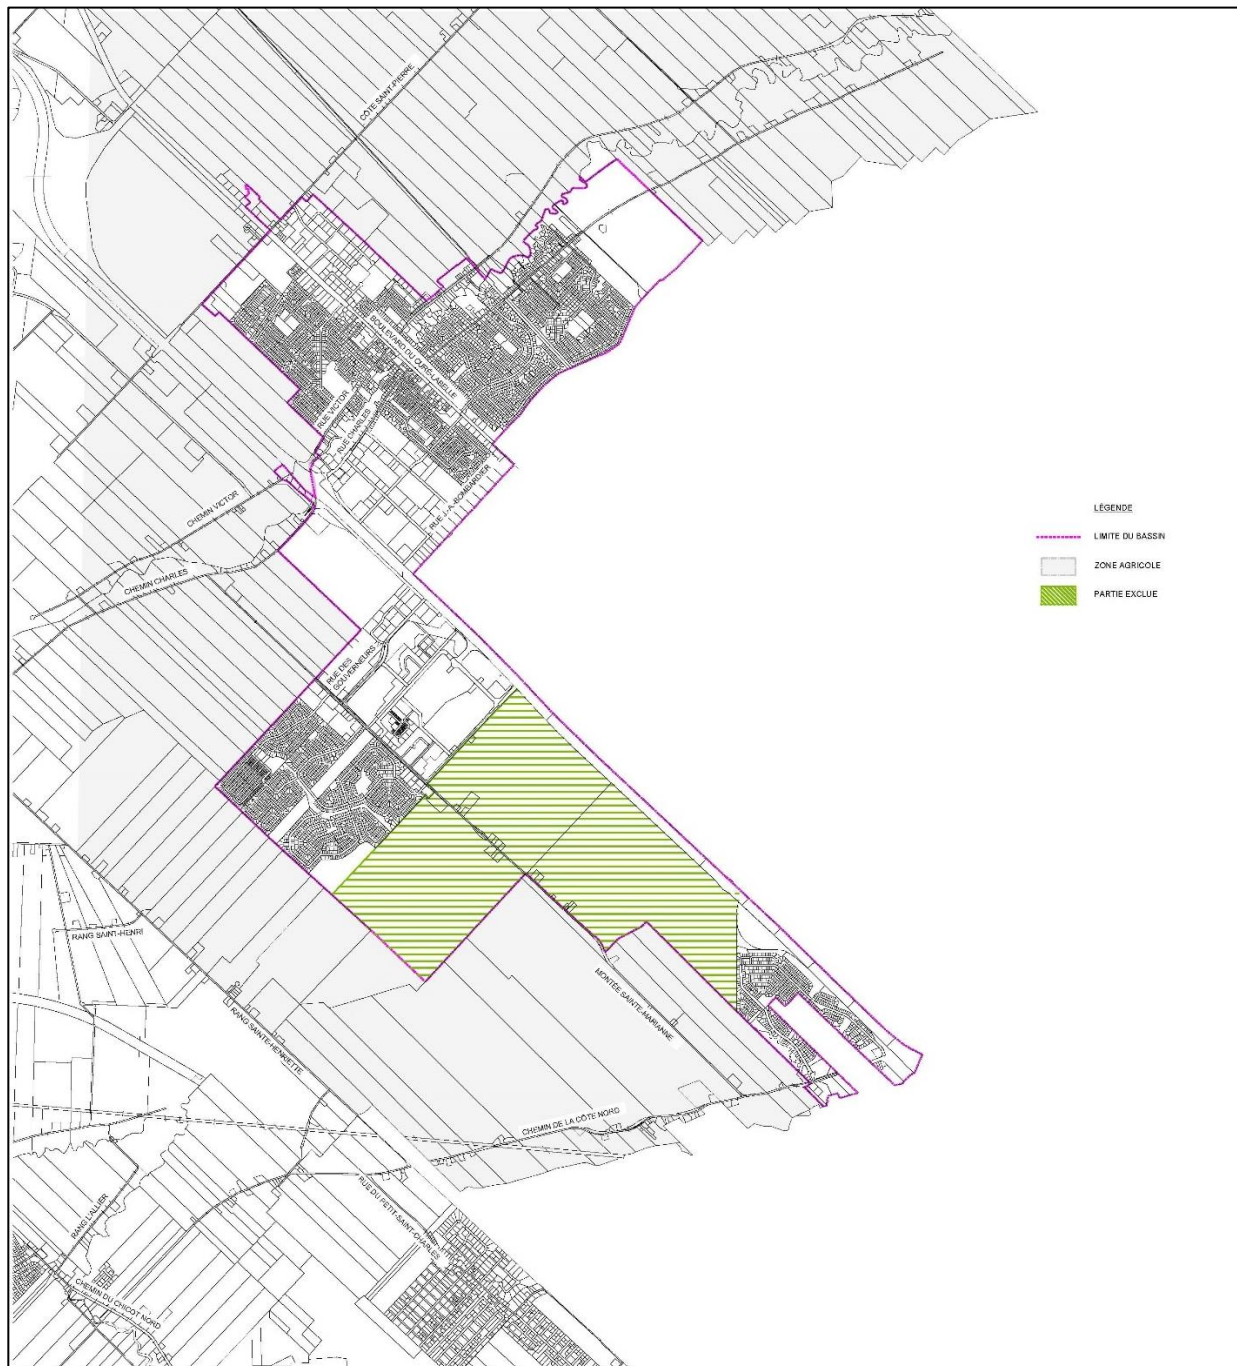 CÔTE SAINT-PIERRE
BOULEVARD DU CURÉ-LABELLE
RUE VICTOR
RUE CHARLES
RUE J.-A.-BOMBARDIER
CHEMIN VICTOR
LÉGENDE
LIMITE DU BASSIN
ZONE AGRICOLE
PARTIE EXCLUE
CHEMIN CHARLES
RUE DES
GOUVERNEURS
RANG SAINT-HENRI
MONTÉE SAINTE-MARIANNE
RANG SAINTE-HENRIETTE
CHEMIN DE LA CÔTE NORD
RUE DU PETIT-SAINT-CHARLES
RANG L'ALLIER
CHEMIN DU CHICOT NORD